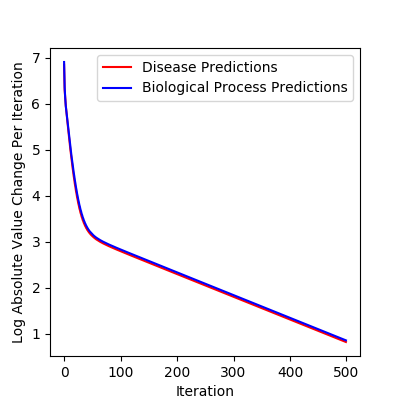 Disease Predictions
Biological Process Predictions
Log Absolute Value Change Per Iteration
7
6
5
4
3
2
1
0 100 200 300 400 500
Iteration